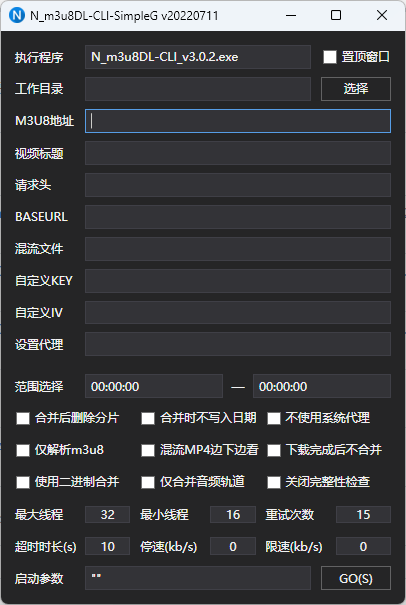 N_m3u8DL-CLI-SimpleG v20220711
执行程序 N_m3u8DL-CLI_v3.0.2.exe 置顶窗口
工作目录 选择
M3U8地址
视频标题
请求头
BASEURL
混流文件
自定义KEY
自定义IV
设置代理
范围选择 00:00:00 — 00:00:00
合并后删除分片 合并时不写入日期 不使用系统代理
仅解析m3u8 混流MP4边下边看 下载完成后不合并
使用二进制合并 仅合并音频轨道 关闭完整性检查
最大线程 32 最小线程 16 重试次数 15
超时时长(s) 10 停速(kb/s) 0 限速(kb/s) 0
启动参数 "" GO(S)